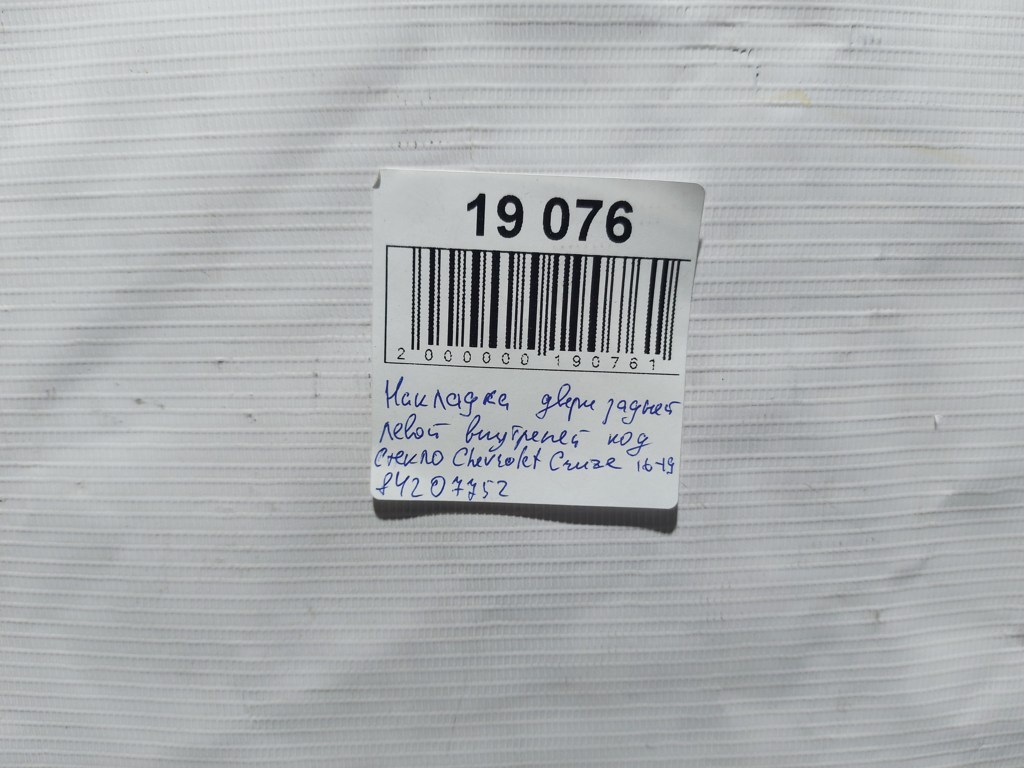 19 076
2 000000 190761
Накладка двери задней
левой внутреней под
стекло Chevrolet Cruze 16-19
84207752